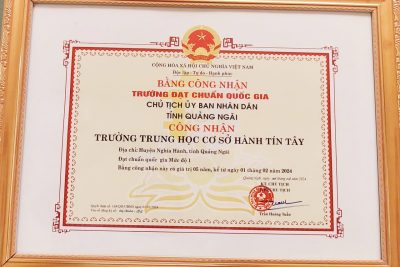 CỘNG HÒA XÃ HỘI CHỦ NGHĨA VIỆT NAM
Độc lập - Tự do - Hạnh phúc
BẰNG CÔNG NHẬN
TRƯỜNG ĐẠT CHUẨN QUỐC GIA
CHỦ TỊCH ỦY BAN NHÂN DÂN
TỈNH QUẢNG NGÃI
CÔNG NHẬN
TRƯỜNG TRUNG HỌC CƠ SỞ HÀNH TÍN TÂY
Địa chỉ: Huyện Nghĩa Hành, tỉnh Quảng Ngãi
Đạt chuẩn quốc gia Mức độ 1
Bằng công nhận này có giá trị 05 năm, kể từ ngày 01 tháng 02 năm 2024
KT.CHỦ TỊCH
CHỦ TỊCH
Trần Hoàng Tuấn